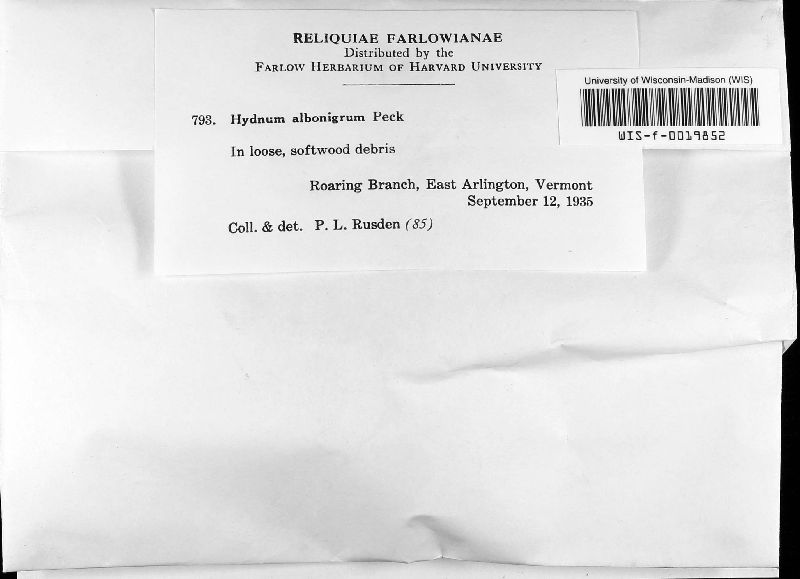 RELIQUIAE FARLOWIANAE
Distributed by the
FARLOW HERBARIUM OF HARVARD UNIVERSITY
University of Wisconsin-Madison (WIS)
WIS-f-0019852
793. Hydnum albonigrum Peck
In loose, softwood debris
Roaring Branch, East Arlington, Vermont
September 12, 1935
Coll. & det. P. L. Rusden (85)